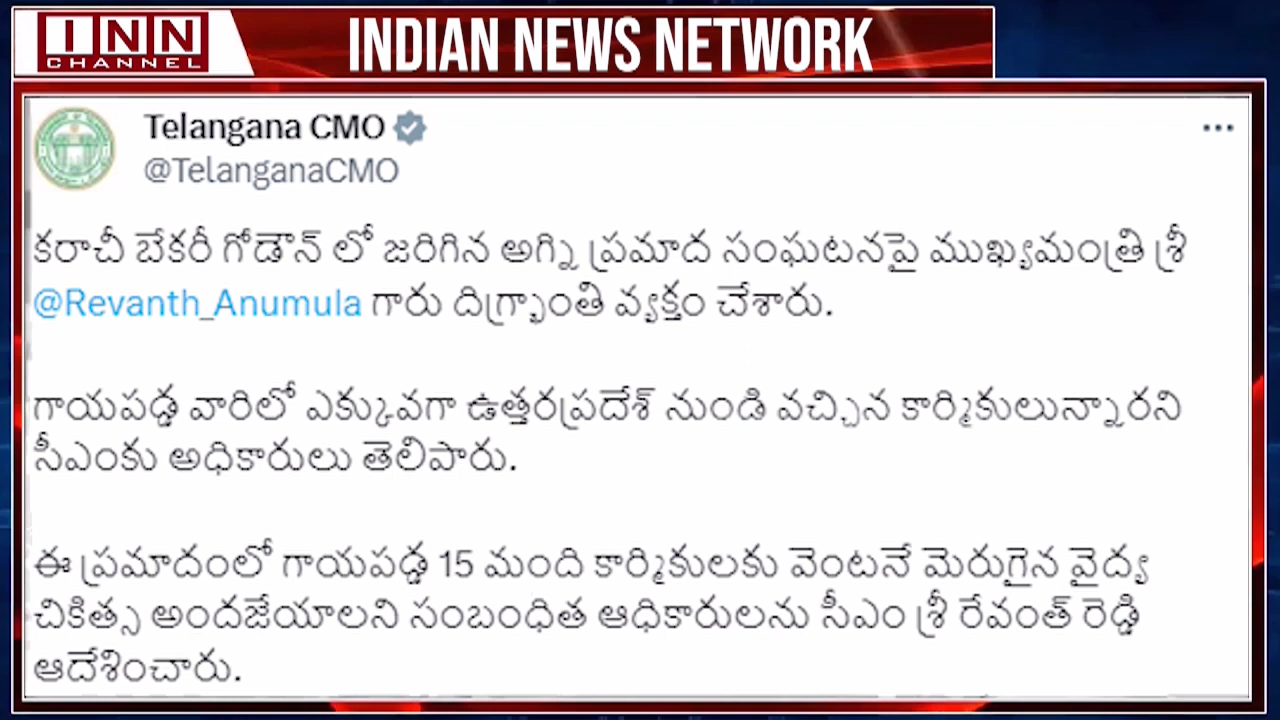 INN
CHANNEL
INDIAN NEWS NETWORK
Telangana CMO
@TelanganaCMO
కరాచీ బేకరీ గోడౌన్ లో జరిగిన అగ్ని ప్రమాద సంఘటనపై ముఖ్యమంత్రి శ్రీ
@Revanth_Anumula గారు దిగ్భ్రాంతి వ్యక్తం చేశారు.
గాయపడ్డ వారిలో ఎక్కువగా ఉత్తరప్రదేశ్ నుండి వచ్చిన కార్మికులున్నారని
సీఎంకు అధికారులు తెలిపారు.
ఈ ప్రమాదంలో గాయపడ్డ 15 మంది కార్మికులకు వెంటనే మెరుగైన వైద్య
చికిత్స అందజేయాలని సంబంధిత ఆధికారులను సీఎం శ్రీ రేవంత్ రెడ్డి
ఆదేశించారు.